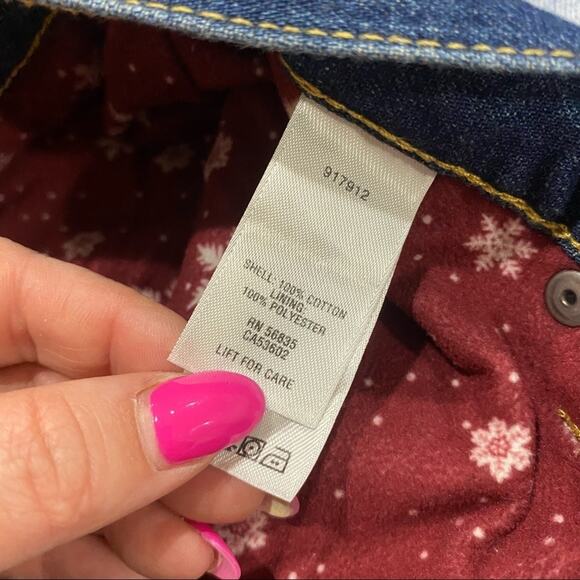 917912
SHELL: 100% COTTON
LINING:
100% POLYESTER
RN 56835
CA53602
LIFT FOR CARE